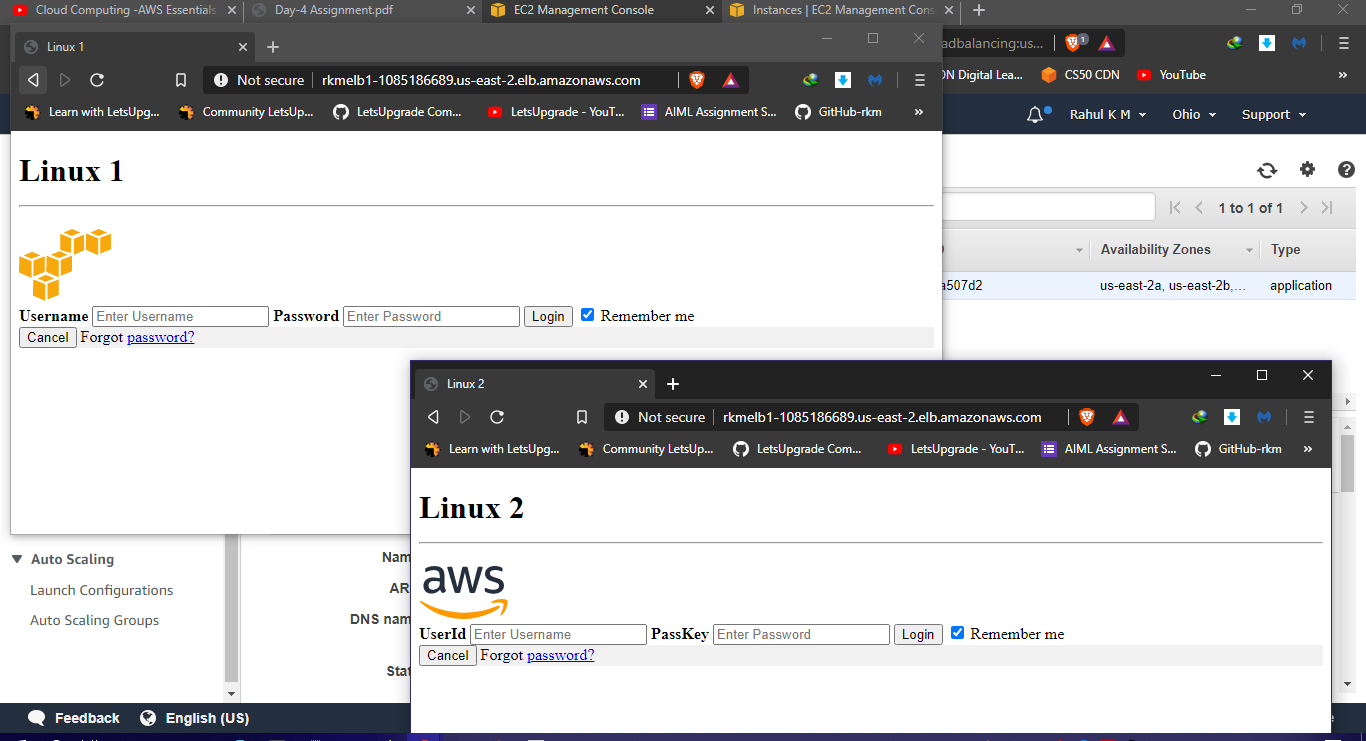 Cloud Computing -AWS Essentials
Day-4 Assignment.pdf
EC2 Management Console
Instances | EC2 Management Con
Linux 1
adbalancing:us...
1
Not secure
rkmelb1-1085186689.us-east-2.elb.amazonaws.com
ON Digital Lea...
CS50 CDN
YouTube
»
Learn with LetsUpg...
Community LetsUp...
LetsUpgrade Com...
LetsUpgrade - YouT...
AIML Assignment S...
GitHub-rkm
»
Rahul K M
Ohio
Support
Linux 1
1 to 1 of 1
Availability Zones
Type
a507d2
us-east-2a, us-east-2b,...
application
Username
Enter Username
Password
Enter Password
Login
Remember me
Cancel
Forgot password?
Linux 2
Not secure
rkmelb1-1085186689.us-east-2.elb.amazonaws.com
Learn with LetsUpg...
Community LetsUp...
LetsUpgrade Com...
LetsUpgrade - YouT...
AIML Assignment S...
GitHub-rkm
»
Linux 2
aws
UserId
Enter Username
PassKey
Enter Password
Login
Remember me
Cancel
Forgot password?
Auto Scaling
Launch Configurations
Auto Scaling Groups
Nam
AR
DNS nam
Stat
Feedback
English (US)